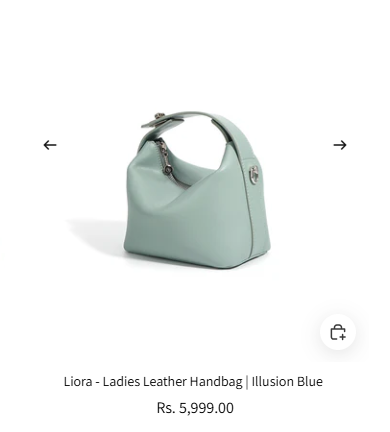 Liora - Ladies Leather Handbag | Illusion Blue
Rs. 5,999.00